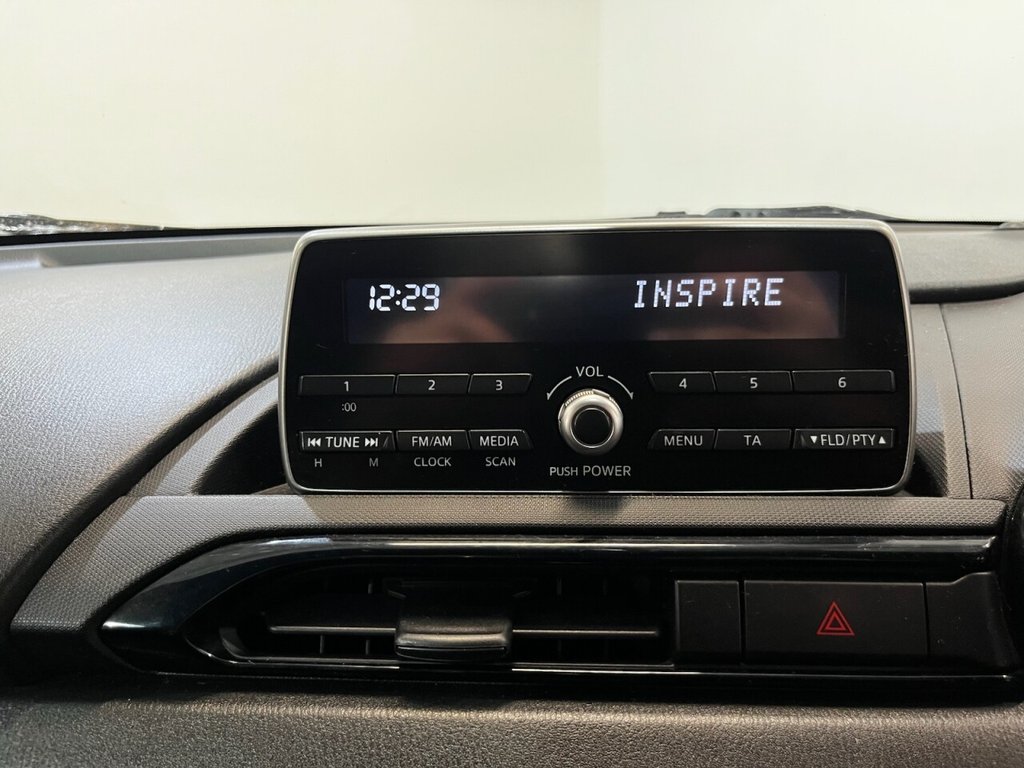 12:29 INSPIRE
VOL
1 2 3 4 5 6
:00
⏮ TUNE ⏭ FM/AM MEDIA MENU TA ▼FLD/PTY▲
H M CLOCK SCAN
PUSH POWER